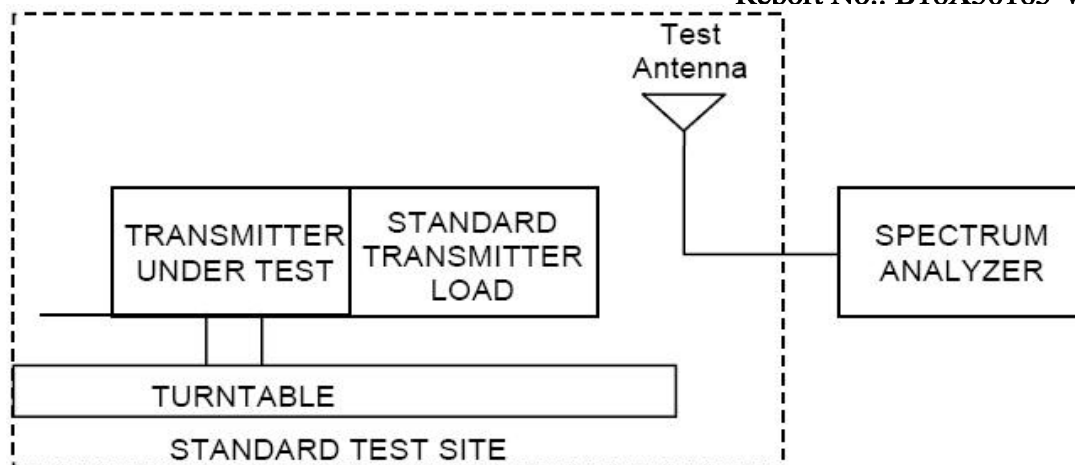 Test
Antenna
TRANSMITTER
UNDER TEST
STANDARD
TRANSMITTER
LOAD
SPECTRUM
ANALYZER
TURNTABLE
STANDARD TEST SITE